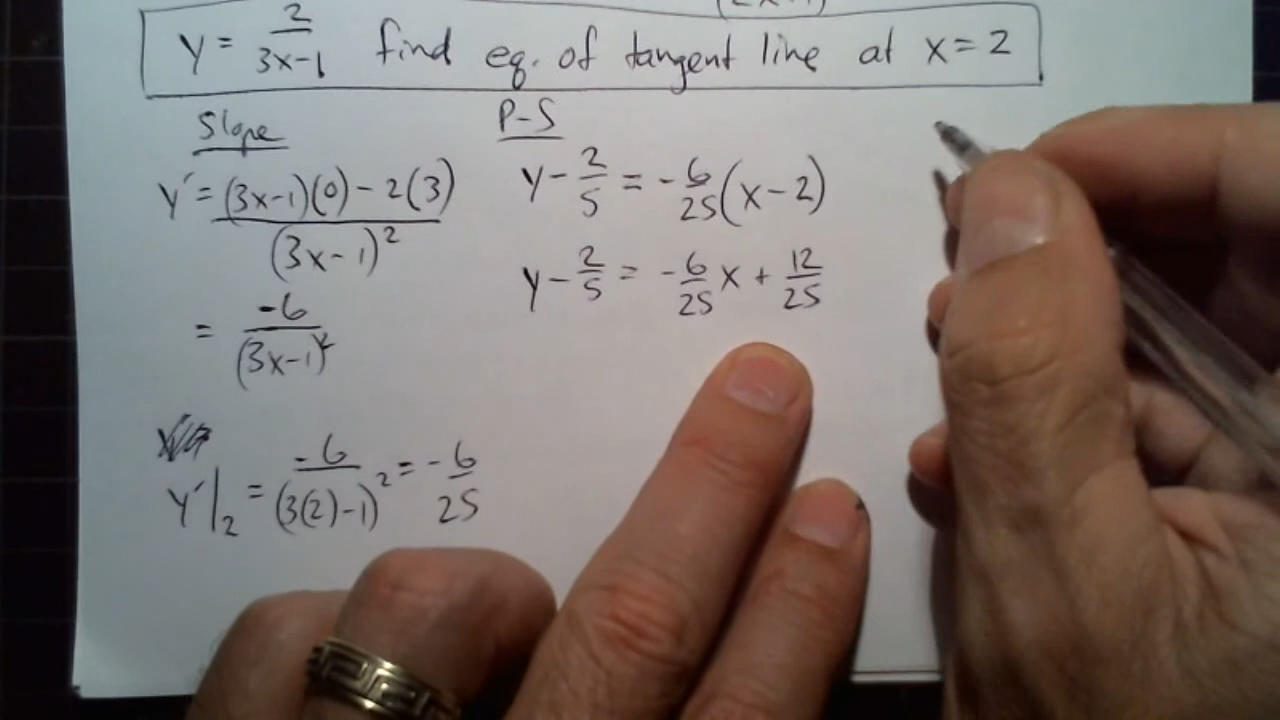 y = 2/(3x-1) find eq. of tangent line at x = 2
Slope
y' = ((3x-1)(0) - 2(3))/(3x-1)^2
= -6/(3x-1)^2
y'|_2 = -6/(3(2)-1)^2 = -6/25
P-S
y - 2/5 = -6/25(x-2)
y - 2/5 = -6/25 x + 12/25